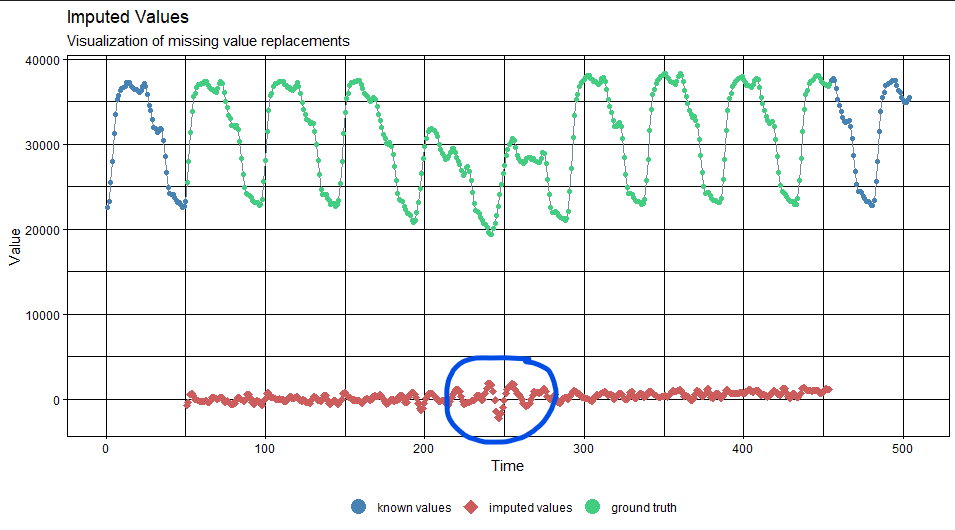 Imputed Values
Visualization of missing value replacements
40000
30000
20000
10000
0
Value
0 100 200 300 400 500
Time
known values imputed values ground truth